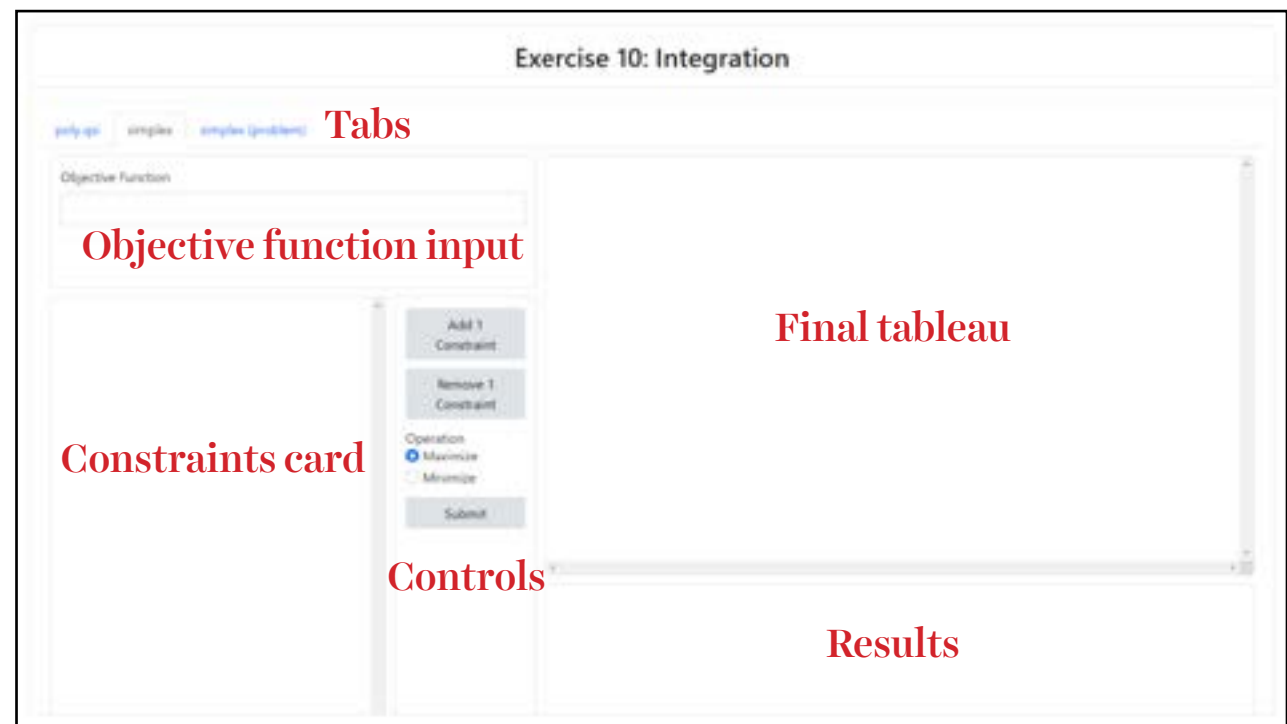 Exercise 10: Integration
poly.qsi simplex simplex (problem) Tabs
Objective Function
Objective function input
Add 1
Constraint
Remove 1
Constraint
Operation
Maximize
Minimize
Submit
Constraints card
Controls
Final tableau
Results